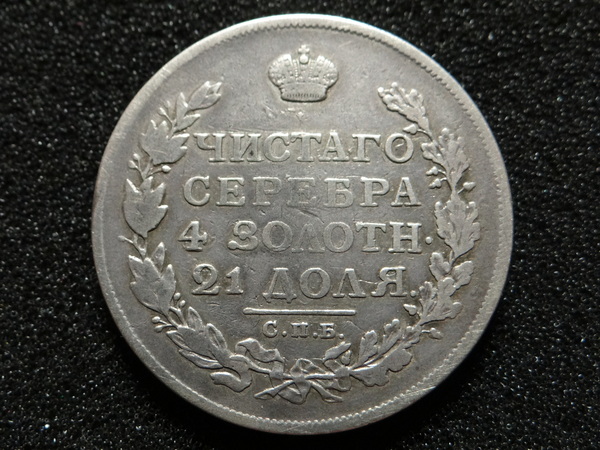 ЧИСТАГО
СЕРЕБРА
4 ЗОЛОТН.
21 ДОЛЯ.
С.П.Б.